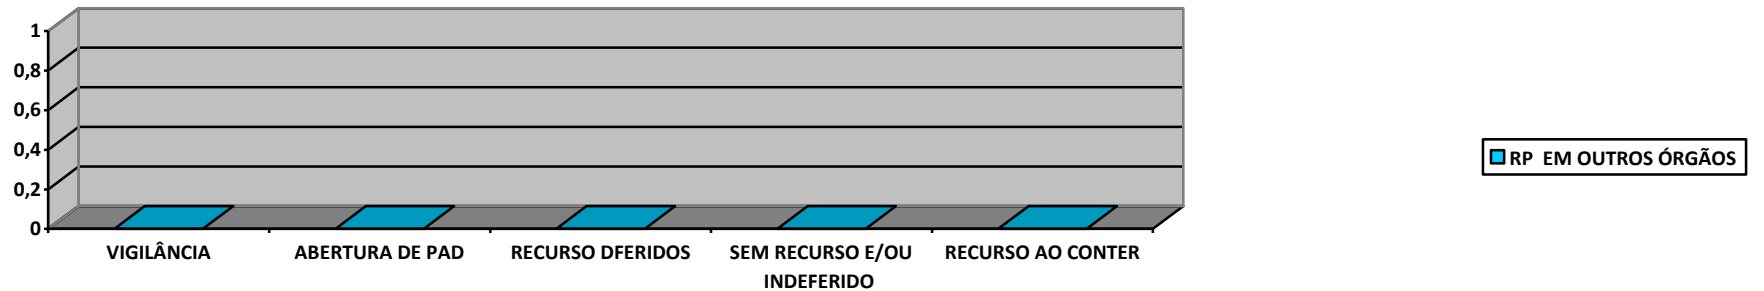 1
0,8
0,6
0,4
0,2
0
VIGILÂNCIA
ABERTURA DE PAD
RECURSO DFERIDOS
SEM RECURSO E/OU
INDEFERIDO
RECURSO AO CONTER
RP  EM OUTROS ÓRGÃOS